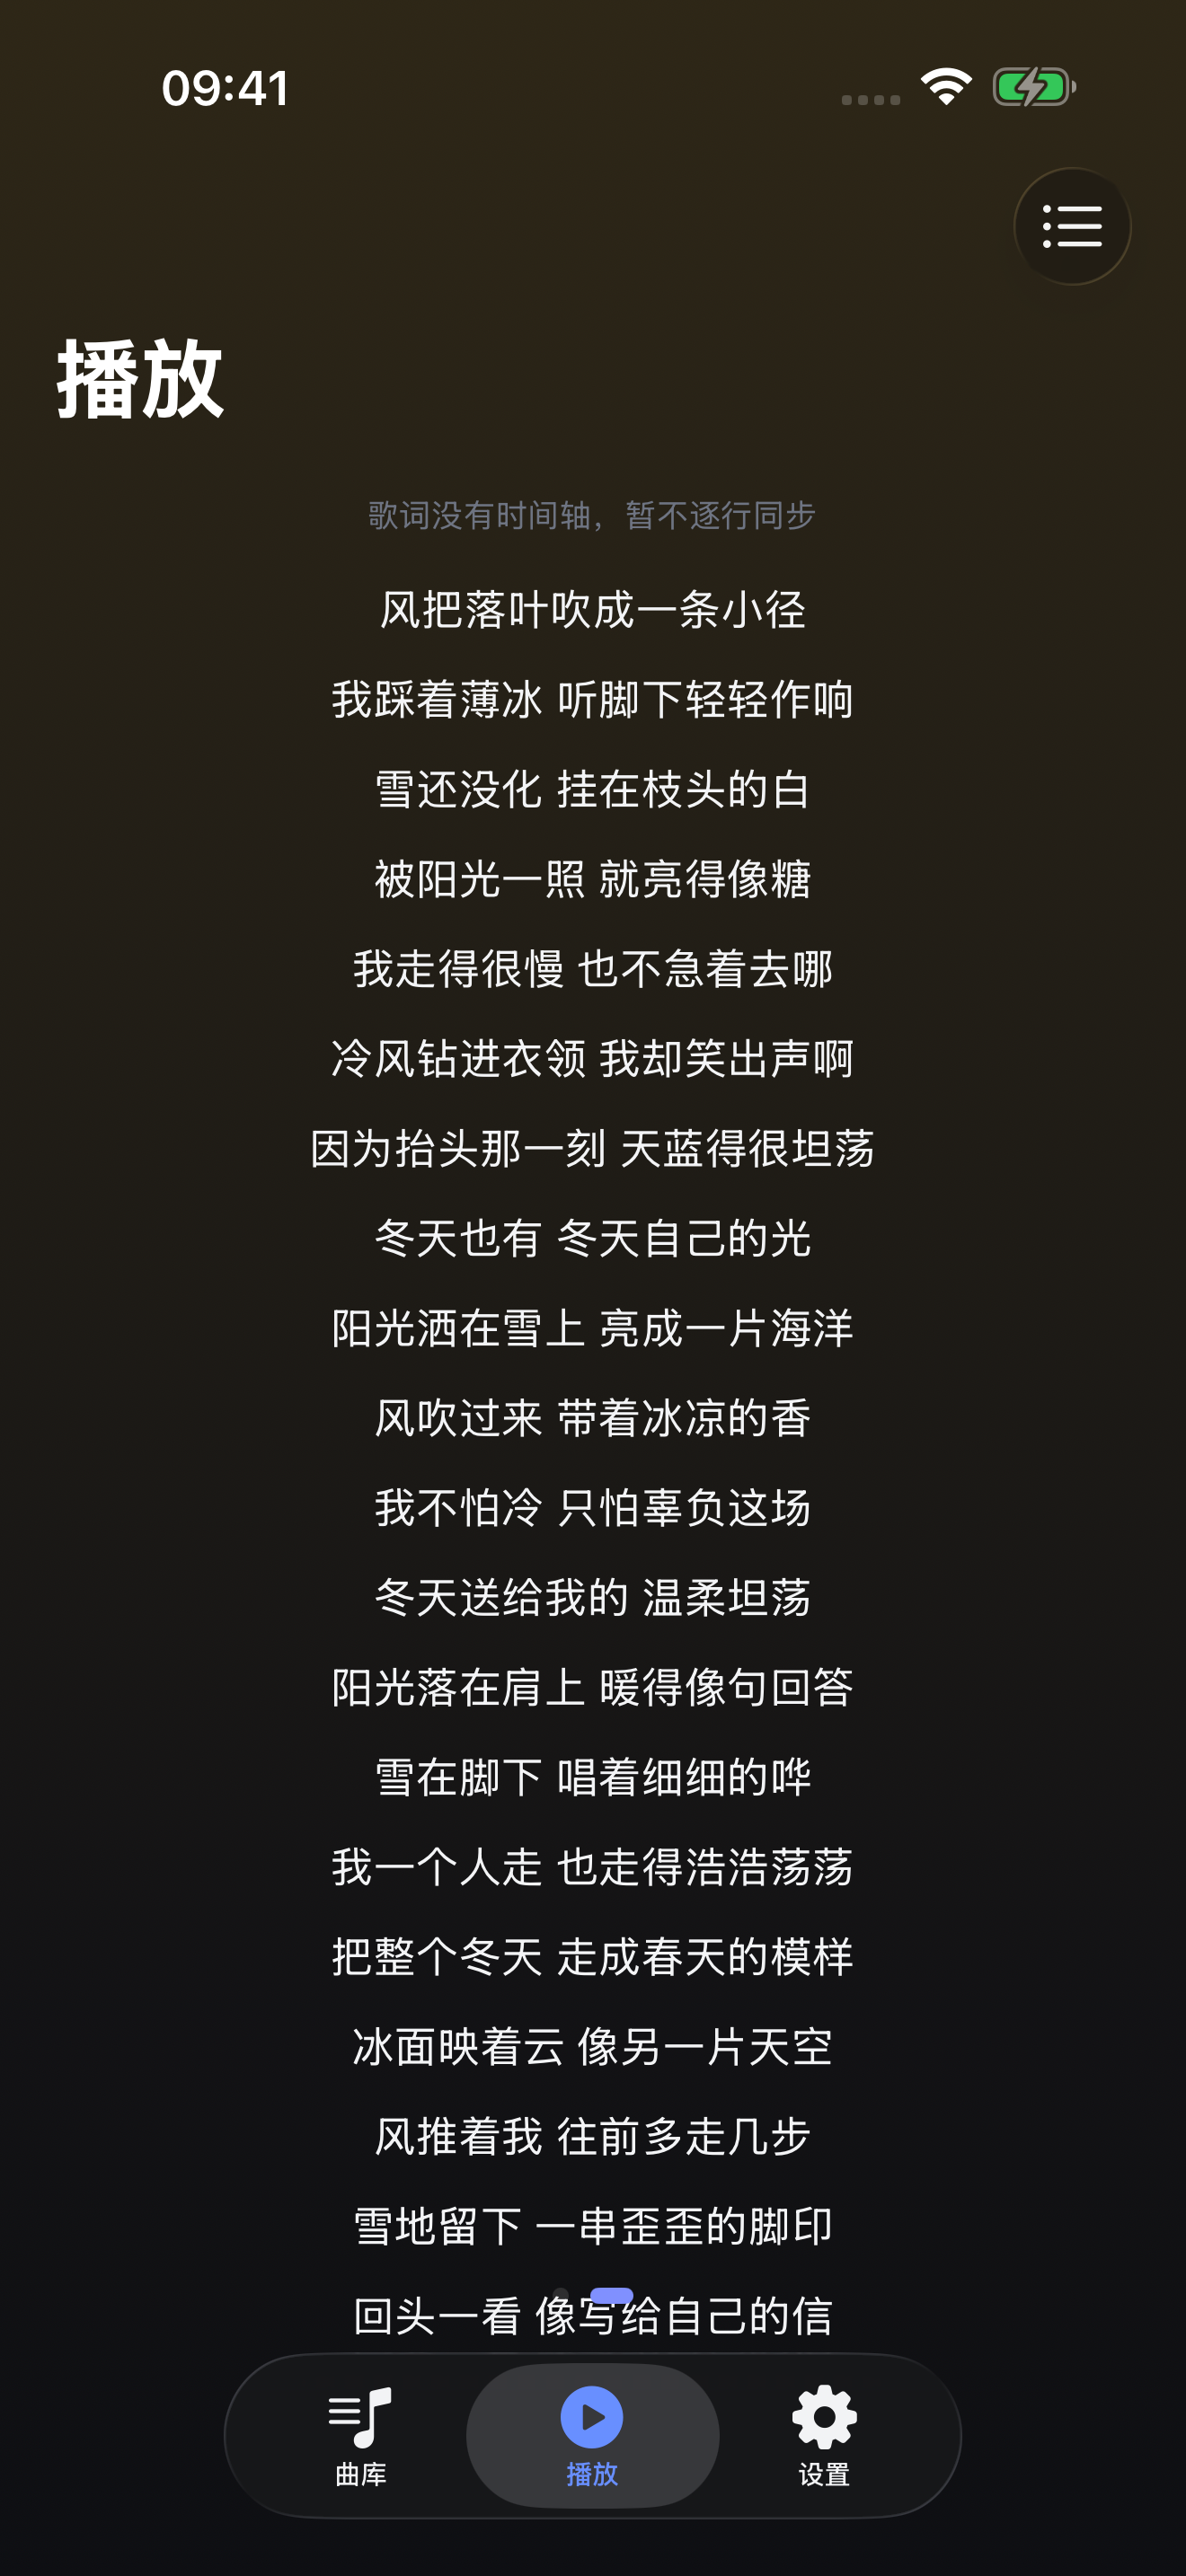 09:41
播放
歌词没有时间轴，暂不逐行同步
风把落叶吹成一条小径
我踩着薄冰 听脚下轻轻作响
雪还没化 挂在枝头的白
被阳光一照 就亮得像糖
我走得很慢 也不急着去哪
冷风钻进衣领 我却笑出声啊
因为抬头那一刻 天蓝得很坦荡
冬天也有 冬天自己的光
阳光洒在雪上 亮成一片海洋
风吹过来 带着冰凉的香
我不怕冷 只怕辜负这场
冬天送给我的 温柔坦荡
阳光落在肩上 暖得像句回答
雪在脚下 唱着细细的哗
我一个人走 也走得浩浩荡荡
把整个冬天 走成春天的模样
冰面映着云 像另一片天空
风推着我 往前多走几步
雪地留下 一串歪歪的脚印
回头一看 像写给自己的信
曲库
播放
设置